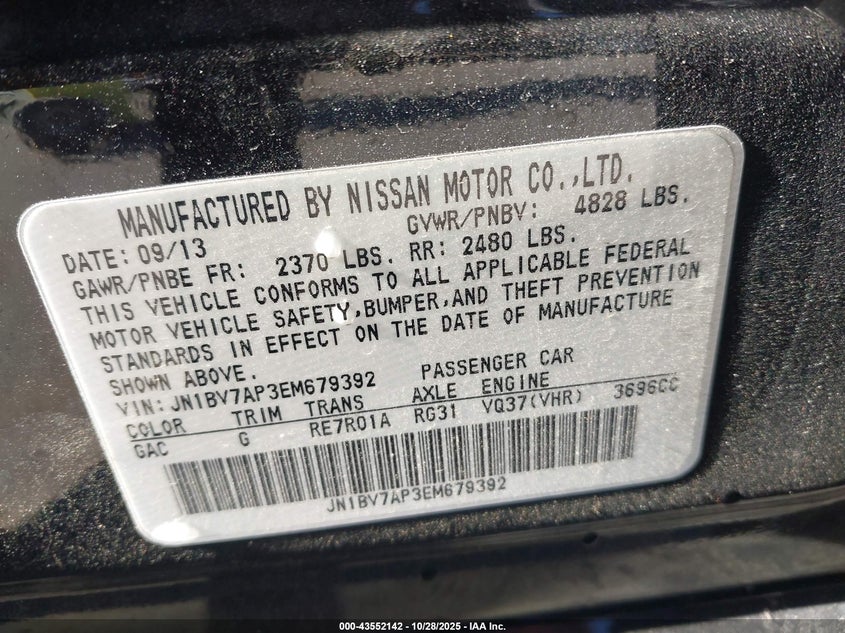 MANUFACTURED BY NISSAN MOTOR CO.,LTD.
DATE: 09/13 GVWR/PNBV: 4828 LBS.
GAWR/PNBE FR: 2370 LBS. RR: 2480 LBS.
THIS VEHICLE CONFORMS TO ALL APPLICABLE FEDERAL
MOTOR VEHICLE SAFETY,BUMPER,AND THEFT PREVENTION
STANDARDS IN EFFECT ON THE DATE OF MANUFACTURE
SHOWN ABOVE.
VIN: JN1BV7AP3EM679392 PASSENGER CAR
COLOR TRIM TRANS AXLE ENGINE
GAC G RE7R01A RG31 VQ37(VHR) 3696CC
JN1BV7AP3EM679392
000-43552142 - 10/28/2025 - IAA Inc.